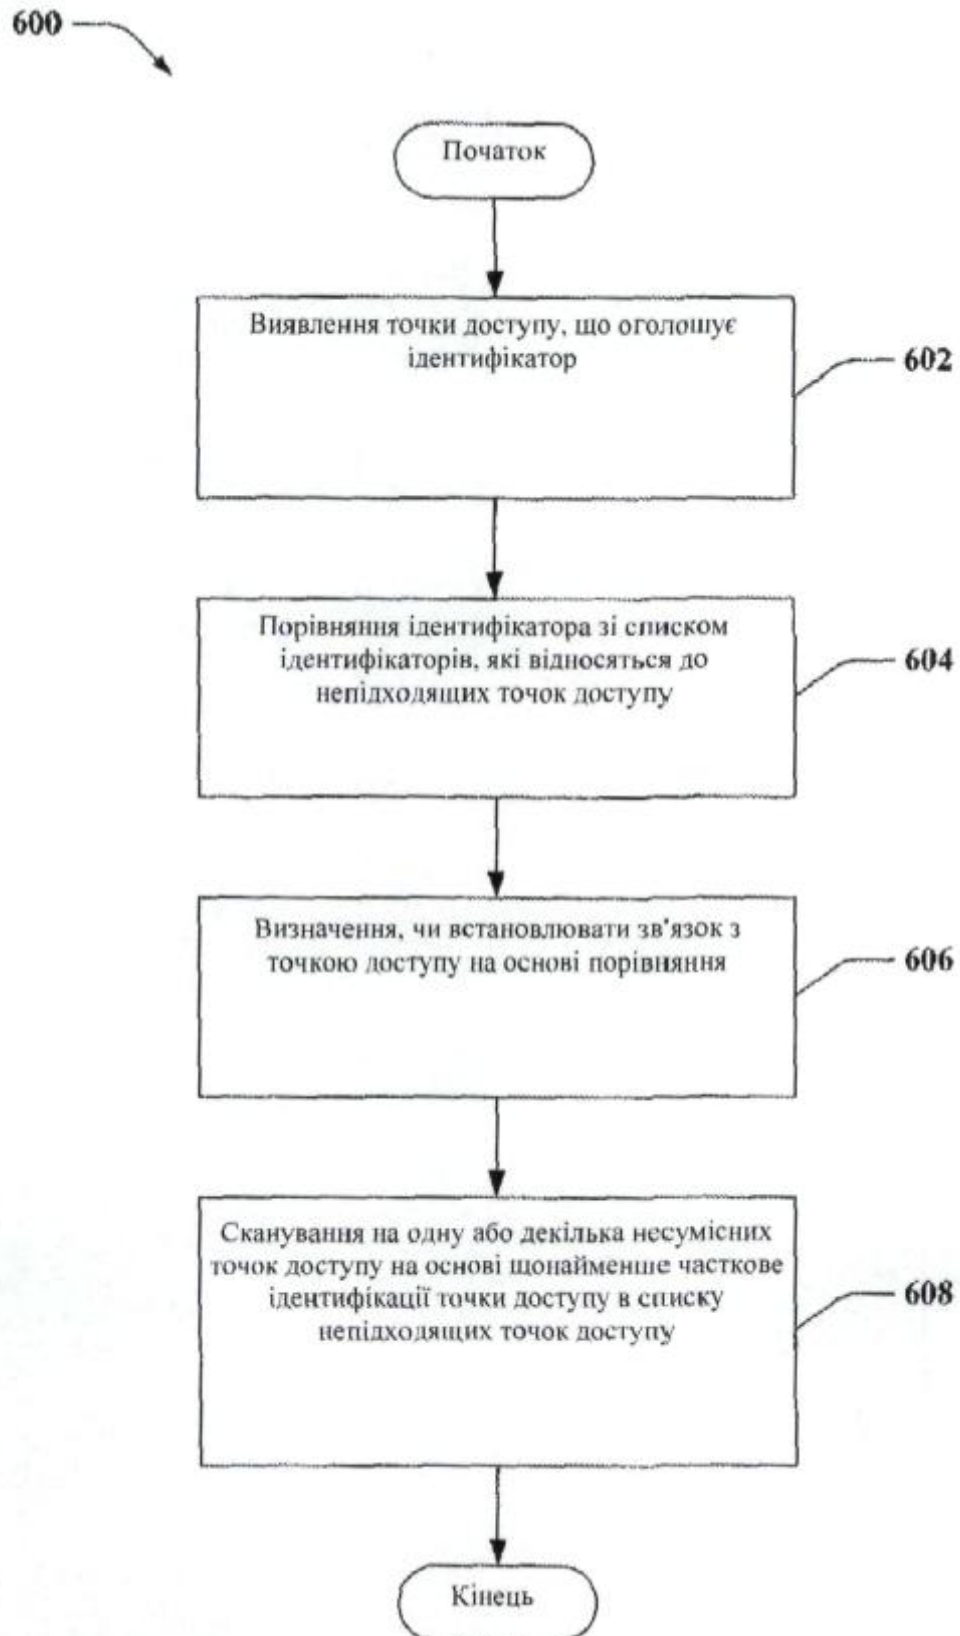 600
Початок
Виявлення точки доступу, що оголошує
ідентифікатор
602
Порівняння ідентифікатора зі списком
ідентифікаторів, які відносяться до
непідходящих точок доступу
604
Визначення, чи встановлювати зв'язок з
точкою доступу на основі порівняння
606
Сканування на одну або декілька несумісних
точок доступу на основі щонайменше часткове
ідентифікації точки доступу в списку
непідходящих точок доступу
608
Кінець